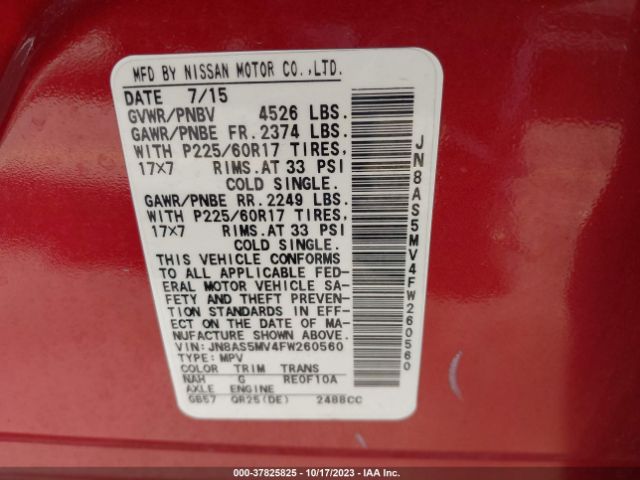 MFD BY NISSAN MOTOR CO.,LTD.
DATE 7/15
GVWR/PNBV 4526 LBS.
GAWR/PNBE FR. 2374 LBS.
WITH P225/60R17 TIRES,
17x7 RIMS.AT 33 PSI
COLD SINGLE.
GAWR/PNBE RR. 2249 LBS.
WITH P225/60R17 TIRES,
17x7 RIMS.AT 33 PSI
COLD SINGLE.
THIS VEHICLE CONFORMS
TO ALL APPLICABLE FED-
ERAL MOTOR VEHICLE SA-
FETY AND THEFT PREVEN-
TION STANDARDS IN EFF-
ECT ON THE DATE OF MA-
NUFACTURE SHOWN ABOVE.
VIN: JN8AS5MV4FW260560
TYPE: MPV
COLOR TRIM TRANS
NAH G RE0F10A
AXLE ENGINE
GB57 QR25(DE) 2488CC
JN8AS5MV4FW260560
000-37825825 - 10/17/2023 - IAA Inc.